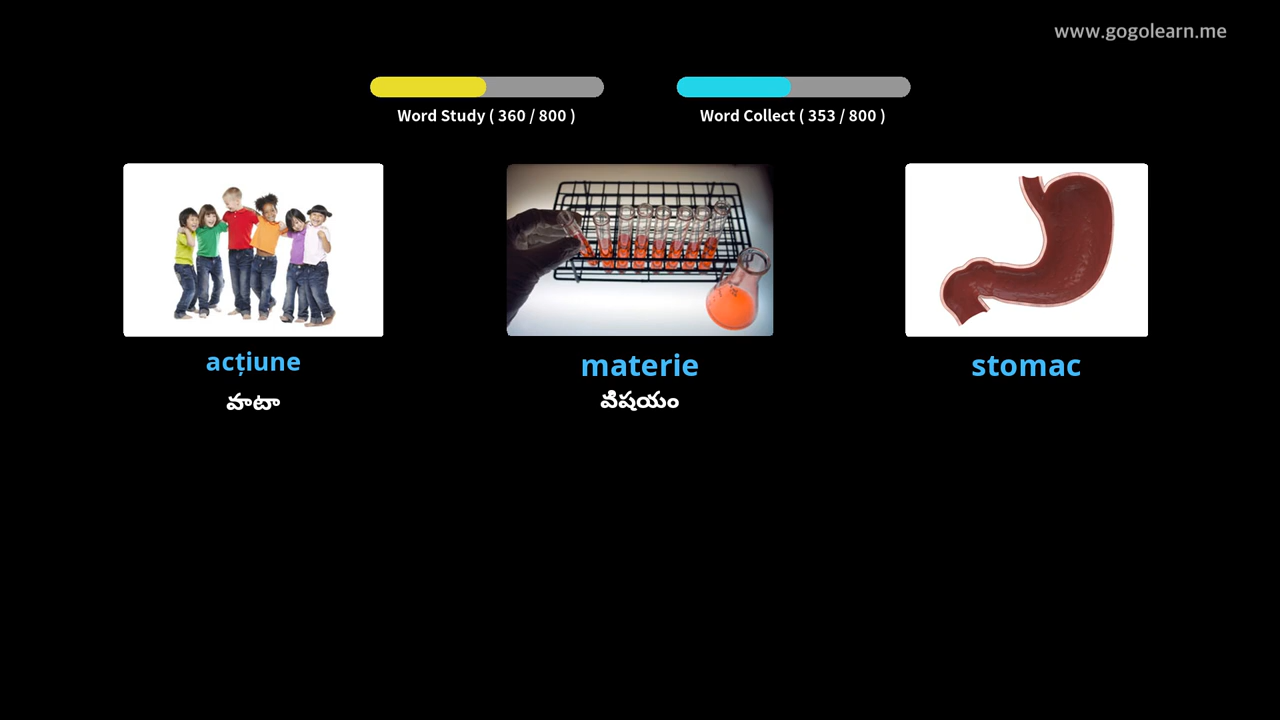 www.gogolearn.me
Word Study ( 360 / 800 )
Word Collect ( 353 / 800 )
acțiune
materie
stomac
వాటా
విషయం